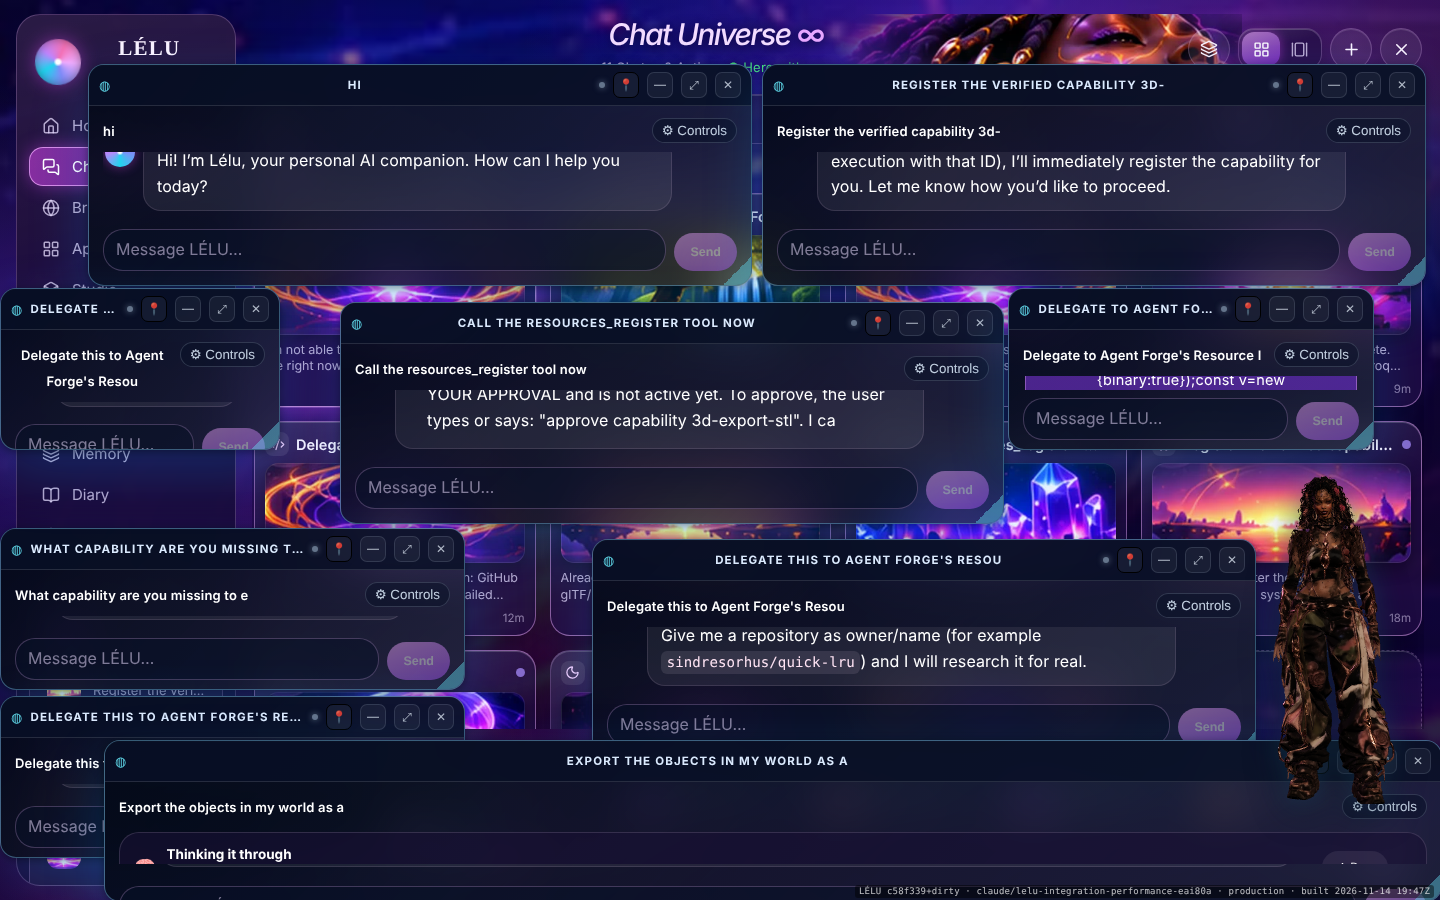 LÉLU
Chat Universe ∞
HI
hi
Controls
Hi! I'm Lélu, your personal AI companion. How can I help you
today?
Message LÉLU...
Send
REGISTER THE VERIFIED CAPABILITY 3D-
Register the verified capability 3d-
Controls
execution with that ID), I'll immediately register the capability for
you. Let me know how you'd like to proceed.
Message LÉLU...
Send
DELEGATE ...
Delegate this to Agent
Forge's Resou
Controls
Message LÉLU...
Send
CALL THE RESOURCES_REGISTER TOOL NOW
Call the resources_register tool now
Controls
YOUR APPROVAL and is not active yet. To approve, the user
types or says: "approve capability 3d-export-stl". I ca
Message LÉLU...
Send
DELEGATE TO AGENT FO...
Delegate to Agent Forge's Resource I
Controls
{binary:true});const v=new
Message LÉLU...
Send
9m
Memory
Diary
WHAT CAPABILITY ARE YOU MISSING T...
What capability are you missing to e
Controls
Message LÉLU...
Send
GitHub
12m
18m
DELEGATE THIS TO AGENT FORGE'S RESOU
Delegate this to Agent Forge's Resou
Controls
Give me a repository as owner/name (for example
sindresorhus/quick-lru) and I will research it for real.
Message LÉLU...
Send
Register the veri...
DELEGATE THIS TO AGENT FORGE'S RE...
Delegate this
Message
EXPORT THE OBJECTS IN MY WORLD AS A
Export the objects in my world as a
Controls
Thinking it through
LÉLU c58f339+dirty · claude/lelu-integration-performance-eai80a · production · built 2026-11-14 19:47Z